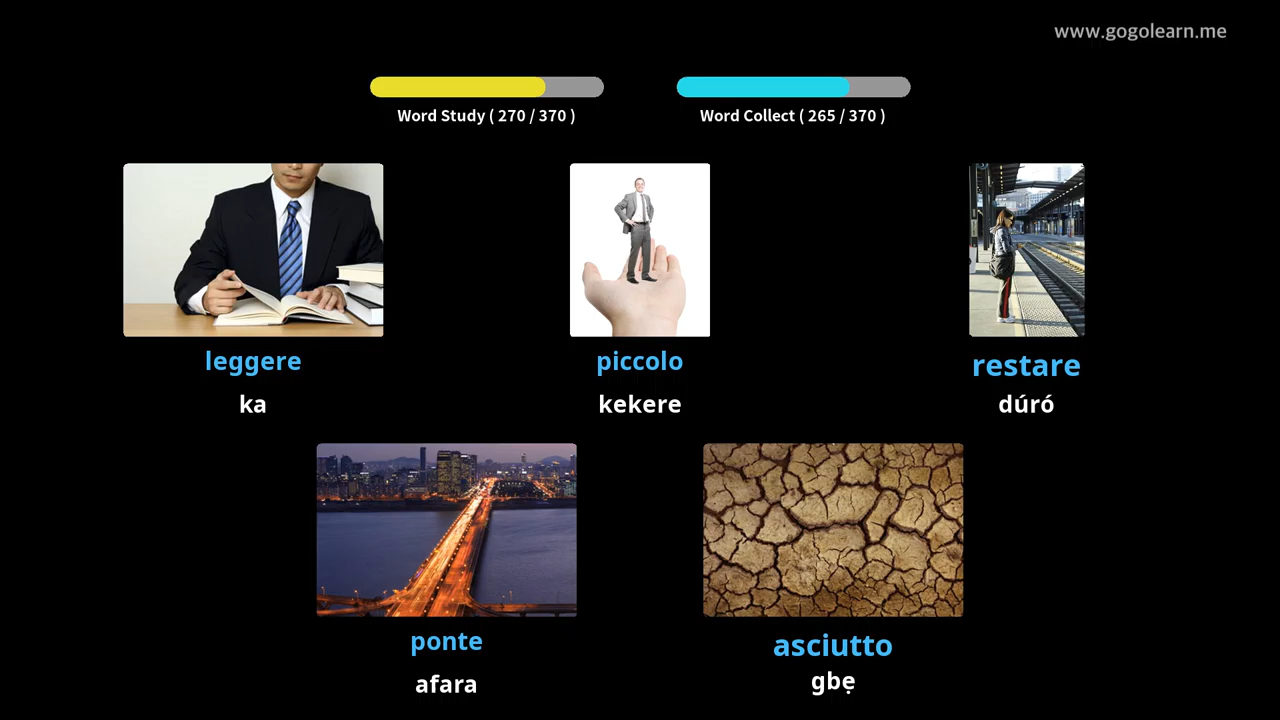 www.gogolearn.me
Word Study ( 270 / 370 )
Word Collect ( 265 / 370 )
leggere
piccolo
restare
ka
kekere
dúró
ponte
asciutto
afara
gbẹ